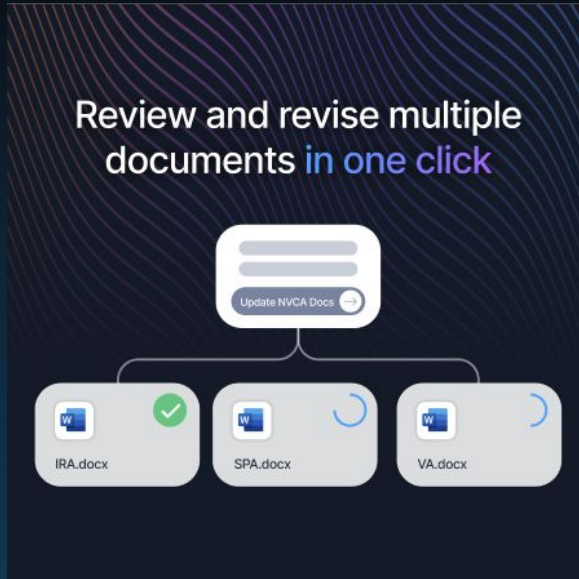 Review and revise multiple
documents in one click
Update NVCA Docs
W
W
W
IRA.docx
SPA.docx
VA.docx